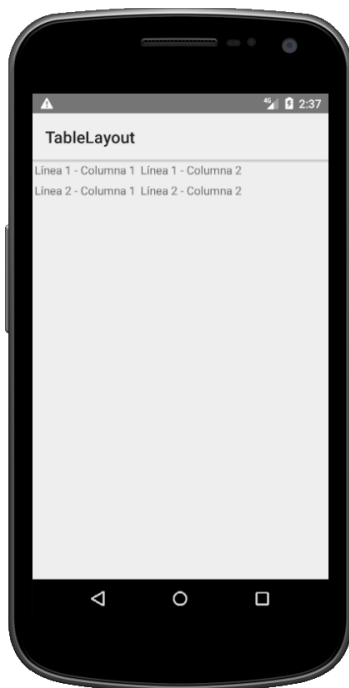 4G 2:37
TableLayout
Línea 1 - Columna 1 Línea 1 - Columna 2
Línea 2 - Columna 1 Línea 2 - Columna 2